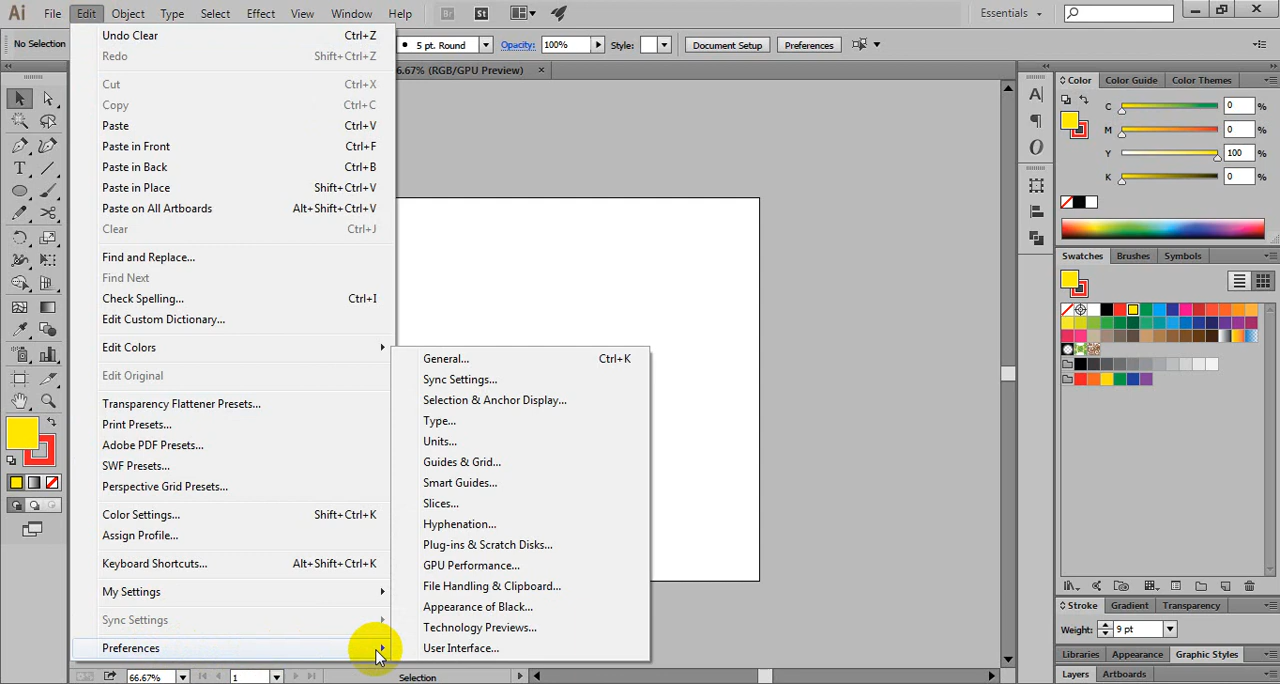 Ai File Edit Object Type Select Effect View Window Help Br St Essentials
No Selection 5 pt. Round Opacity: 100% Style: Document Setup Preferences
6.67% (RGB/GPU Preview) ×
Undo Clear Ctrl+Z
Redo Shift+Ctrl+Z
Cut Ctrl+X
Copy Ctrl+C
Paste Ctrl+V
Paste in Front Ctrl+F
Paste in Back Ctrl+B
Paste in Place Shift+Ctrl+V
Paste on All Artboards Alt+Shift+Ctrl+V
Clear Ctrl+J
Find and Replace...
Find Next
Check Spelling... Ctrl+I
Edit Custom Dictionary...
Edit Colors
Edit Original
Transparency Flattener Presets...
Print Presets...
Adobe PDF Presets...
SWF Presets...
Perspective Grid Presets...
Color Settings... Shift+Ctrl+K
Assign Profile...
Keyboard Shortcuts... Alt+Shift+Ctrl+K
My Settings
Sync Settings
Preferences
General... Ctrl+K
Sync Settings...
Selection & Anchor Display...
Type...
Units...
Guides & Grid...
Smart Guides...
Slices...
Hyphenation...
Plug-ins & Scratch Disks...
GPU Performance...
File Handling & Clipboard...
Appearance of Black...
Technology Previews...
User Interface...
Color Color Guide Color Themes
C 0 %
M 0 %
Y 100 %
K 0 %
Swatches Brushes Symbols
Stroke Gradient Transparency
Weight: 9 pt
Libraries Appearance Graphic Styles
Layers Artboards
66.67% 1 Selection